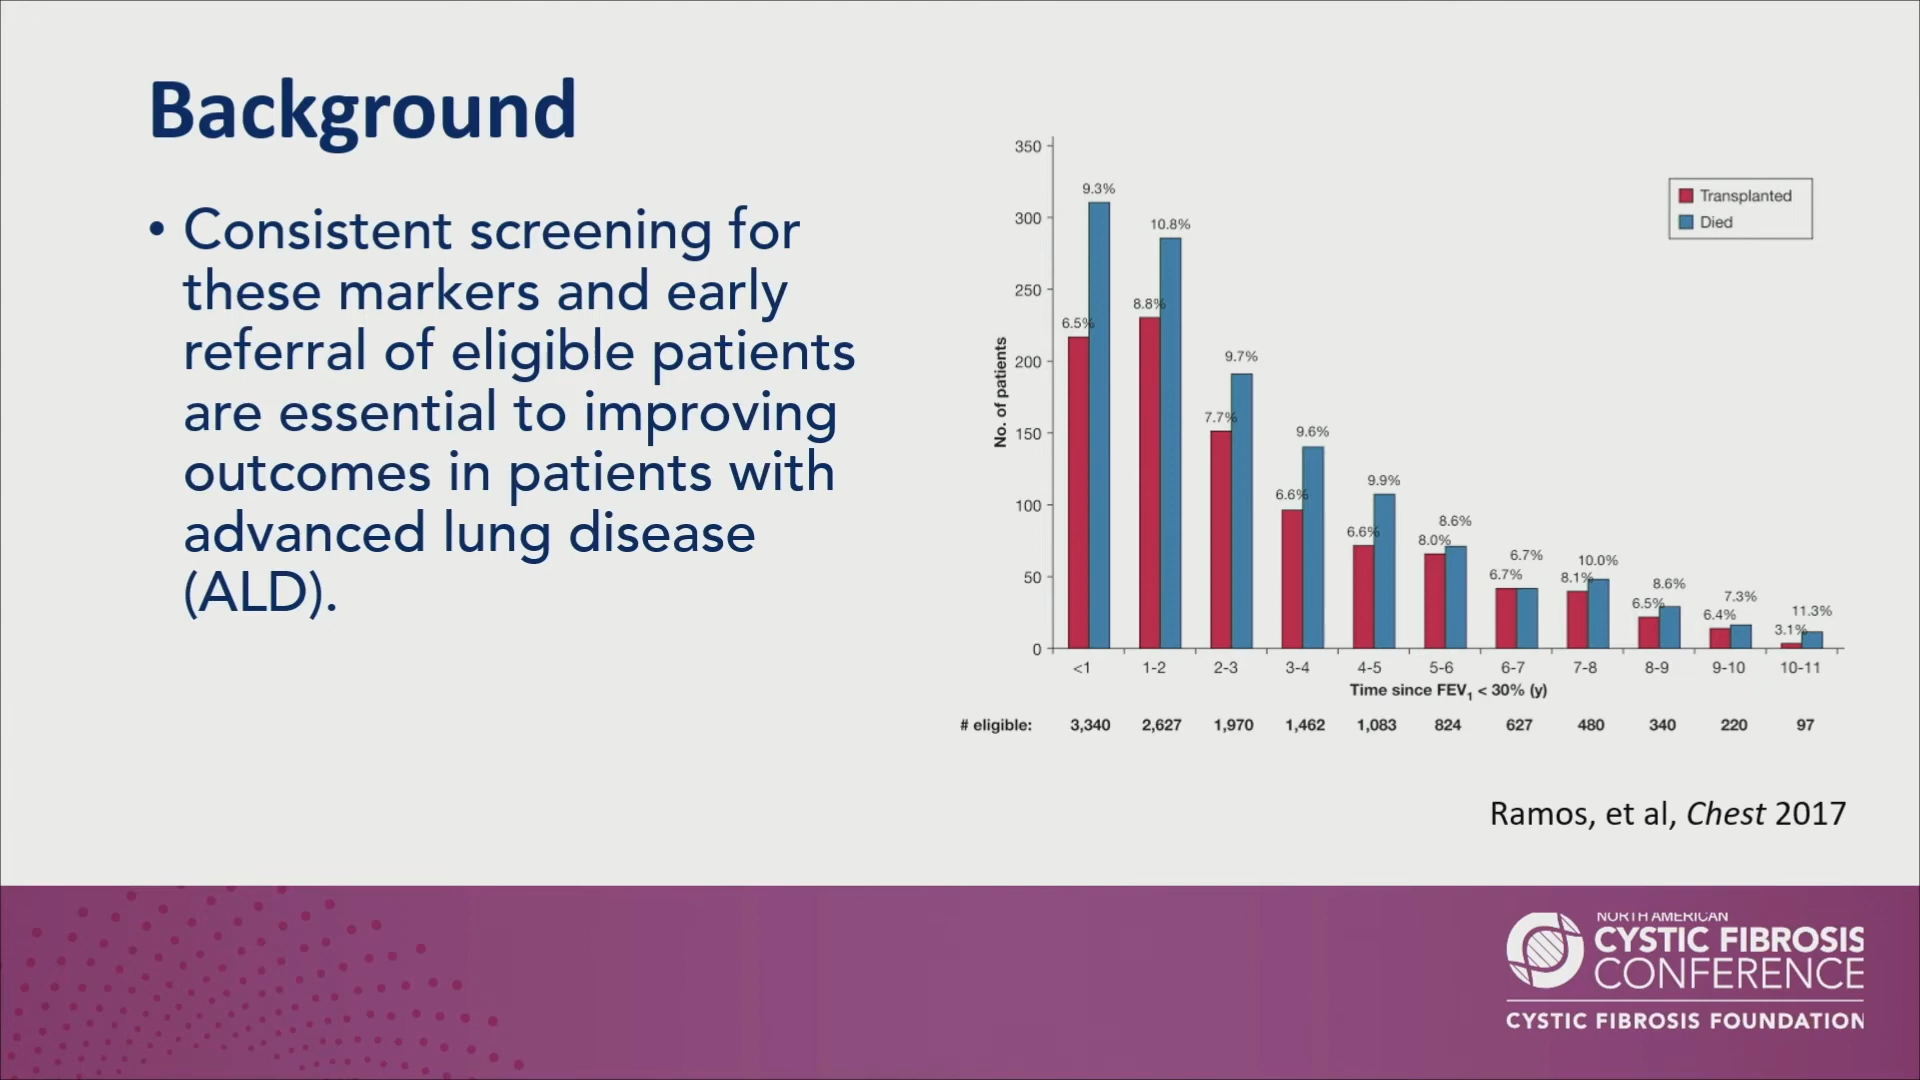 Background
• Consistent screening for
these markers and early
referral of eligible patients
are essential to improving
outcomes in patients with
advanced lung disease
(ALD).
350
300
250
200
150
100
50
0
No. of patients
Transplanted
Died
6.5% 9.3%
8.8% 10.8%
7.7% 9.7%
6.6% 9.6%
6.6% 9.9%
8.0% 8.6%
6.7% 6.7%
8.1% 10.0%
6.5% 8.6%
6.4% 7.3%
3.1% 11.3%
<1 1-2 2-3 3-4 4-5 5-6 6-7 7-8 8-9 9-10 10-11
Time since FEV1 < 30% (y)
# eligible: 3,340 2,627 1,970 1,462 1,083 824 627 480 340 220 97
Ramos, et al, Chest 2017
NORTH AMERICAN
CYSTIC FIBROSIS
CONFERENCE
CYSTIC FIBROSIS FOUNDATION